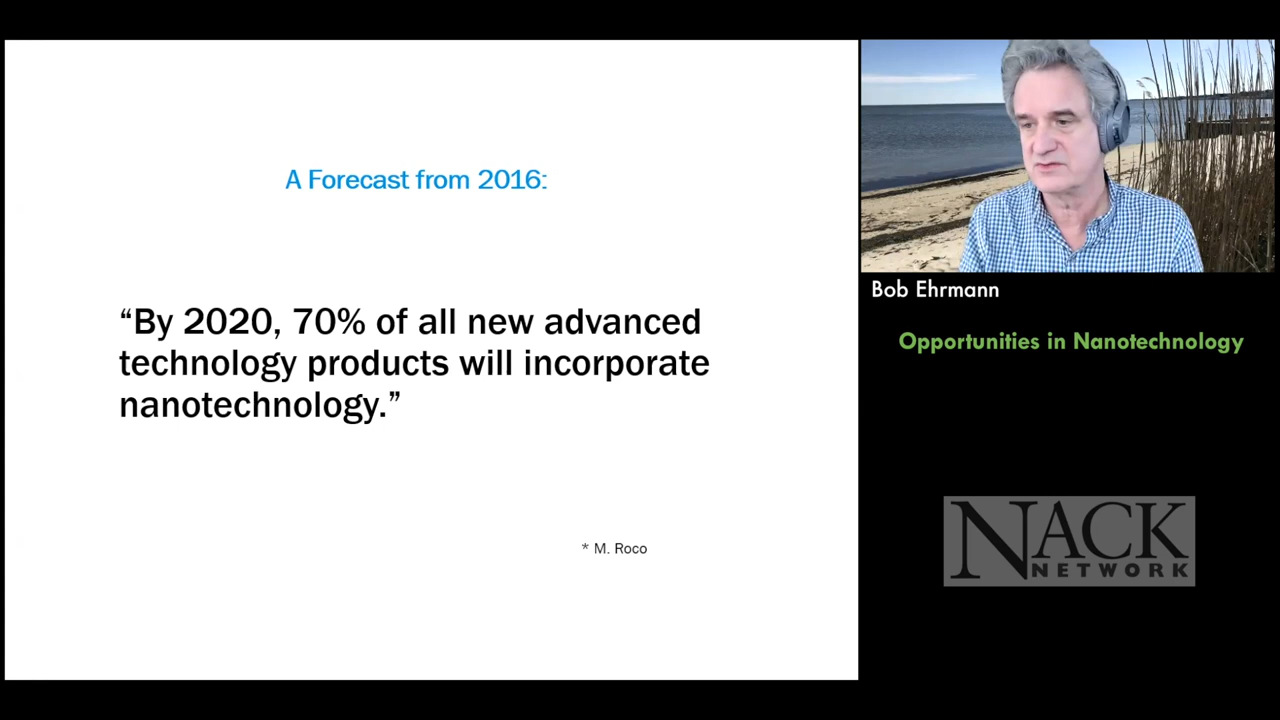 A Forecast from 2016:
“By 2020, 70% of all new advanced
technology products will incorporate
nanotechnology.”
* M. Roco
Bob Ehrmann
Opportunities in Nanotechnology
NACK
NETWORK